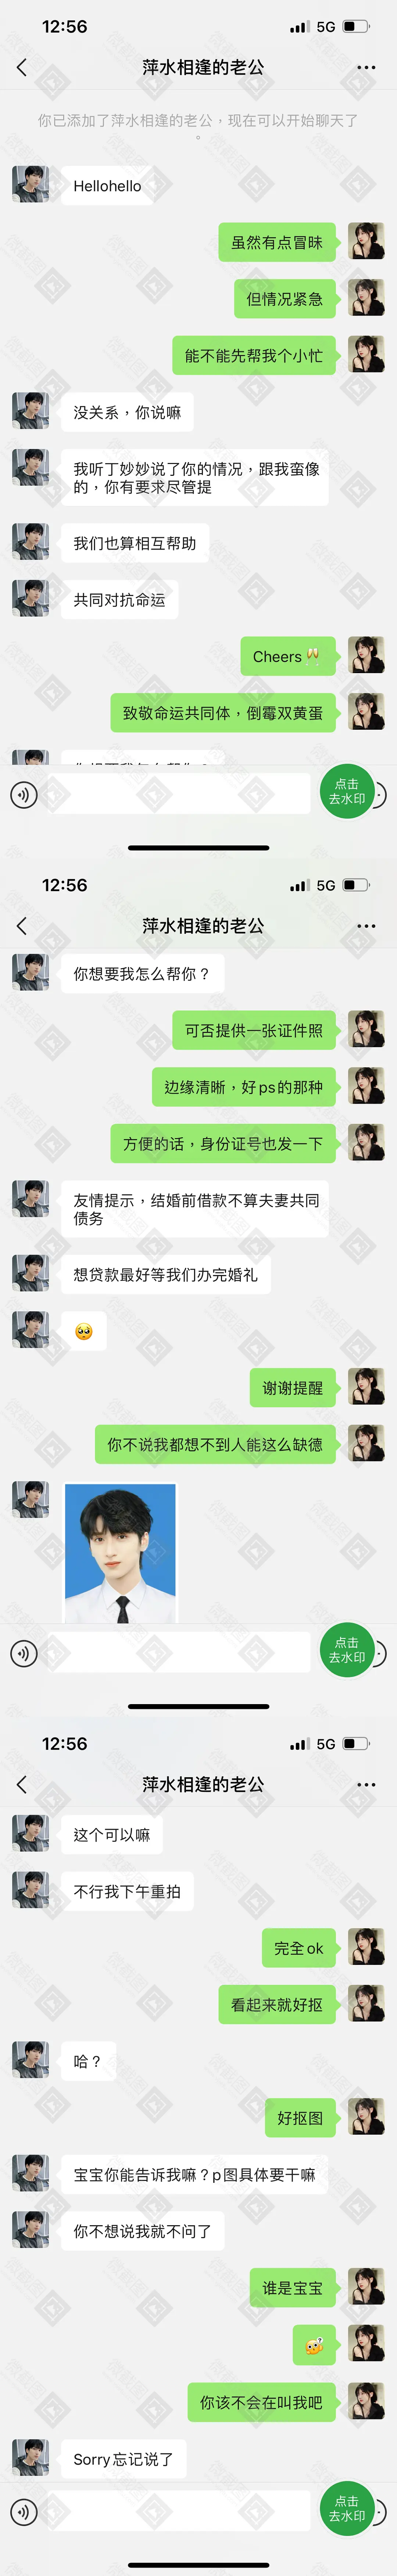 12:56
5G
萍水相逢的老公
你已添加了萍水相逢的老公，现在可以开始聊天了
。
Hellohello
虽然有点冒昧
但情况紧急
能不能先帮我个小忙
没关系，你说嘛
我听丁妙妙说了你的情况，跟我蛮像
的，你有要求尽管提
我们也算相互帮助
共同对抗命运
Cheers🥂
致敬命运共同体，倒霉双黄蛋
点击
去水印
12:56
5G
萍水相逢的老公
你想要我怎么帮你？
可否提供一张证件照
边缘清晰，好ps的那种
方便的话，身份证号也发一下
友情提示，结婚前借款不算夫妻共同
债务
想贷款最好等我们办完婚礼
🥺
谢谢提醒
你不说我都想不到人能这么缺德
点击
去水印
12:56
5G
萍水相逢的老公
这个可以嘛
不行我下午重拍
完全ok
看起来就好抠
哈？
好抠图
宝宝你能告诉我嘛？p图具体要干嘛
你不想说我就不问了
谁是宝宝
你该不会在叫我吧
Sorry忘记说了
点击
去水印